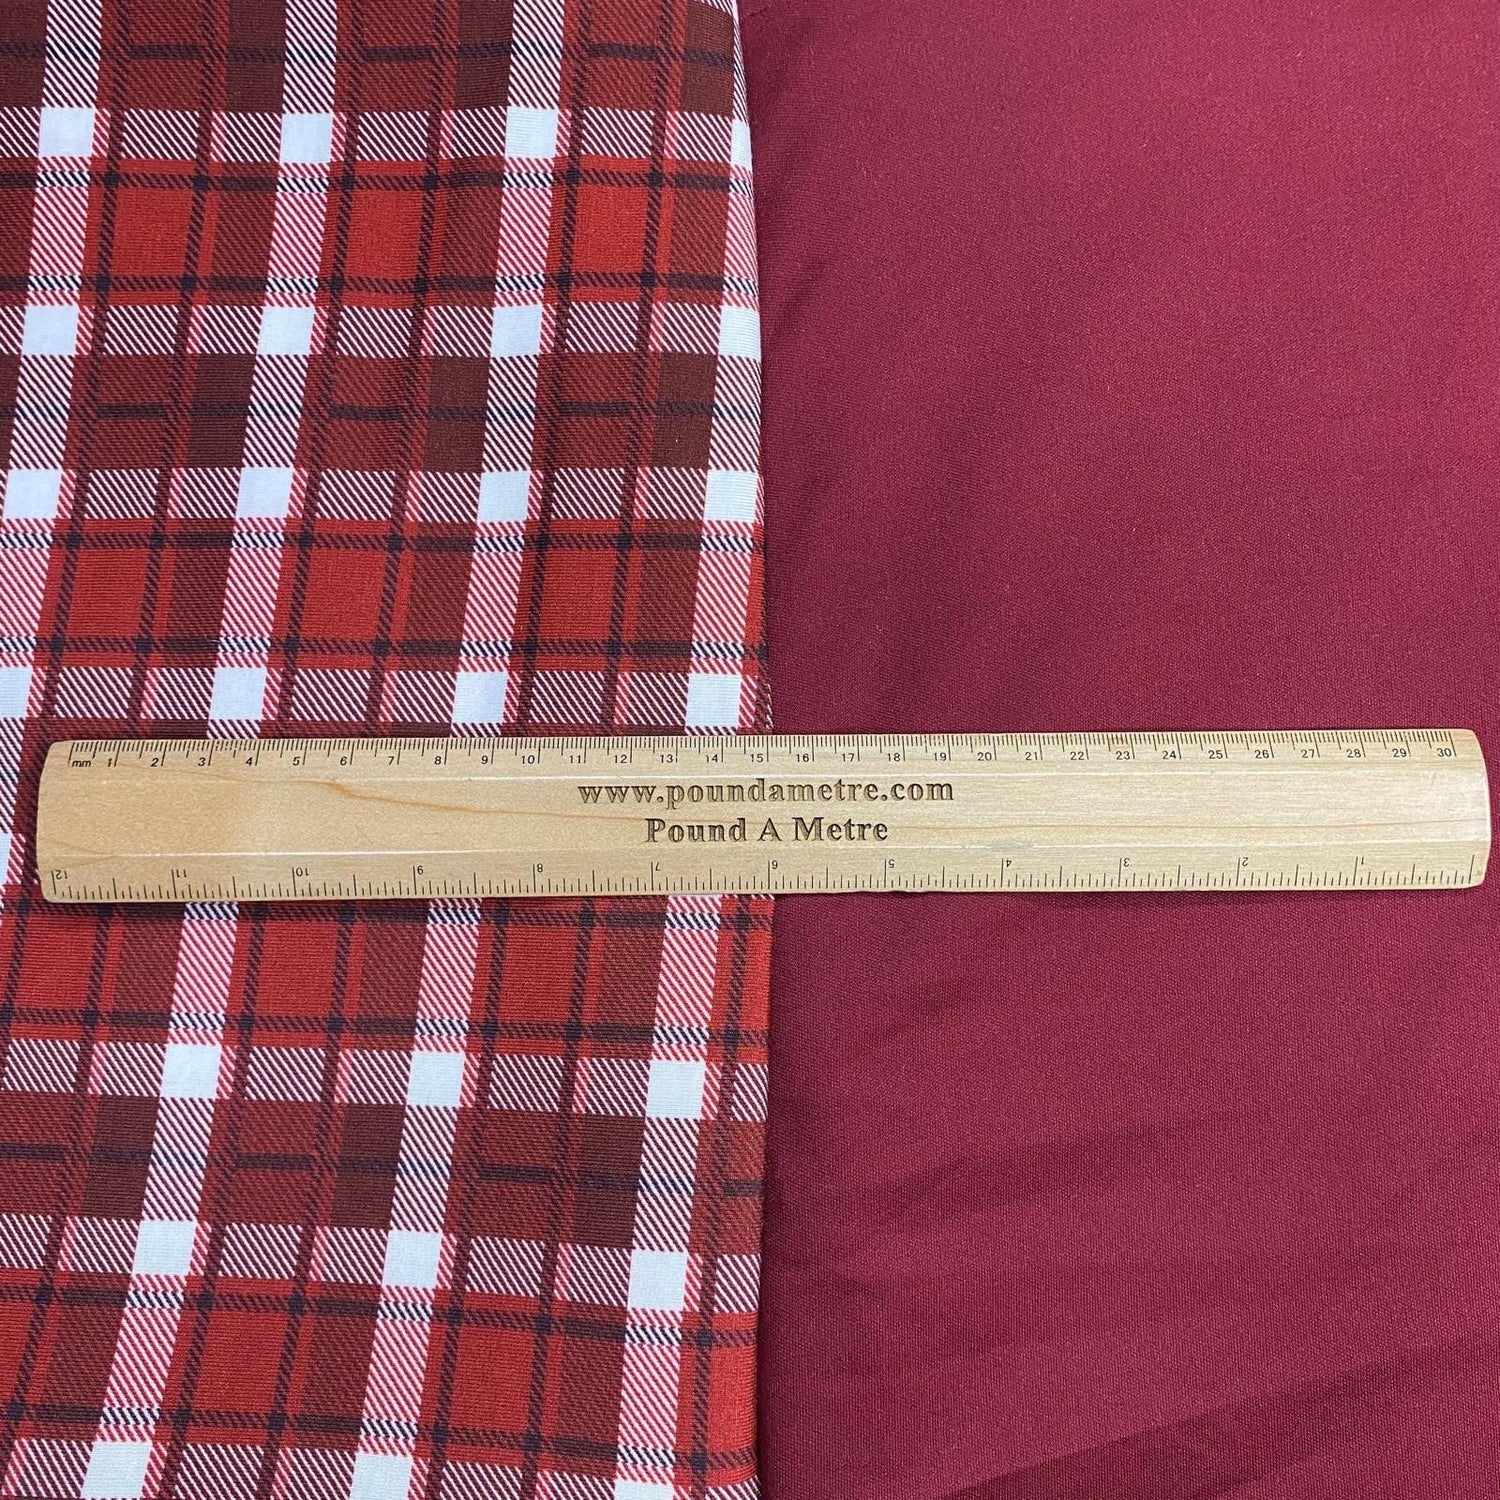 mm 1 2 3 4 5 6 7 8 9 10 11 12 13 14 15 16 17 18 19 20 21 22 23 24 25 26 27 28 29 30
www.poundametre.com
Pound A Metre
12 11 10 9 8 7 6 5 4 3 2 1